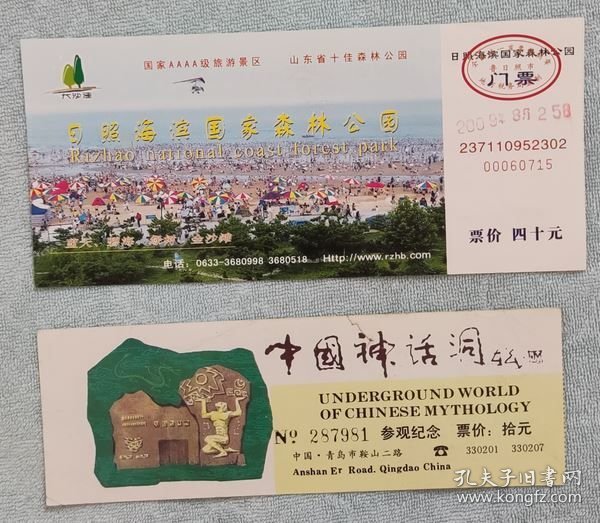 国家AAAA级旅游景区 山东省十佳森林公园
日照海滨国家森林公园
Rizhao national coast forest park
电话：0633-3680998 3680518 Http://www.rzhb.com
日照海滨国家森林公园
门票
237110952302
00060715
票价 四十元
中國神话洞
UNDERGROUND WORLD
OF CHINESE MYTHOLOGY
No 287981 参观纪念 票价：拾元
中国·青岛市鞍山二路 ☎ 330201 330207
Anshan Er Road. Qingdao China
孔夫子旧书网
www.kongfz.com